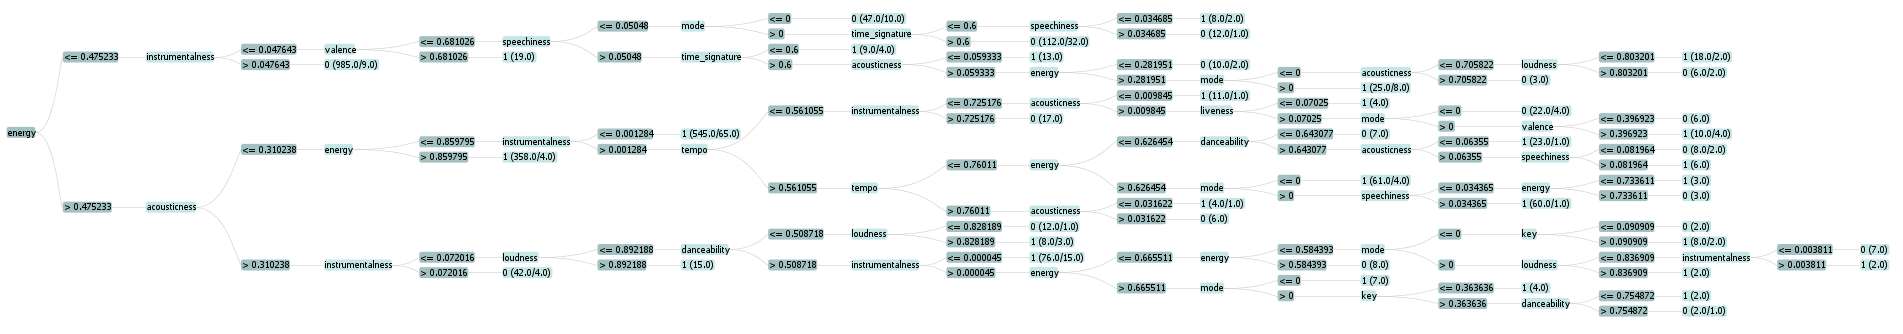 <= 0.034685 1 (8.0/2.0)
<= 0 0 (47.0/10.0) <= 0.6 speechiness
<= 0.05048 mode > 0.034685 0 (12.0/1.0)
> 0 time_signature
<= 0.681026 speechiness > 0.6 0 (112.0/32.0)
<= 0.6 1 (9.0/4.0)
<= 0.047643 valence
<= 0.475233 instrumentalness > 0.681026 1 (19.0) > 0.05048 time_signature <= 0.059333 1 (13.0) <= 0.803201 1 (18.0/2.0)
> 0.047643 0 (985.0/9.0) > 0.6 acousticness <= 0.281951 0 (10.0/2.0) <= 0.705822 loudness
> 0.059333 energy <= 0 acousticness > 0.803201 0 (6.0/2.0)
> 0.281951 mode > 0.705822 0 (3.0)
> 0 1 (25.0/8.0)
<= 0.009845 1 (11.0/1.0)
<= 0.725176 acousticness <= 0.07025 1 (4.0)
<= 0.561055 instrumentalness > 0.009845 liveness <= 0 0 (22.0/4.0)
> 0.725176 0 (17.0) > 0.07025 mode <= 0.396923 0 (6.0)
energy > 0 valence
<= 0.001284 1 (545.0/65.0) <= 0.643077 0 (7.0) > 0.396923 1 (10.0/4.0)
<= 0.859795 instrumentalness <= 0.626454 danceability <= 0.06355 1 (23.0/1.0)
<= 0.310238 energy > 0.001284 tempo > 0.643077 acousticness <= 0.081964 0 (8.0/2.0)
> 0.859795 1 (358.0/4.0) > 0.06355 speechiness
<= 0.76011 energy > 0.081964 1 (6.0)
<= 0 1 (61.0/4.0) <= 0.733611 1 (3.0)
> 0.561055 tempo > 0.626454 mode <= 0.034365 energy
> 0 speechiness > 0.733611 0 (3.0)
<= 0.031622 1 (4.0/1.0) > 0.034365 1 (60.0/1.0)
> 0.475233 acousticness > 0.76011 acousticness
> 0.031622 0 (6.0)
<= 0.828189 0 (12.0/1.0) <= 0.090909 0 (2.0)
<= 0.508718 loudness <= 0 key
> 0.828189 1 (8.0/3.0) > 0.090909 1 (8.0/2.0)
<= 0.892188 danceability <= 0.584393 mode <= 0.003811 0 (7.0)
<= 0.072016 loudness <= 0.000045 1 (76.0/15.0) <= 0.665511 energy <= 0.836909 instrumentalness
> 0.310238 instrumentalness > 0.892188 1 (15.0) > 0.508718 instrumentalness > 0.584393 0 (8.0) > 0 loudness > 0.003811 1 (2.0)
> 0.072016 0 (42.0/4.0) > 0.000045 energy > 0.836909 1 (2.0)
<= 0 1 (7.0)
> 0.665511 mode <= 0.363636 1 (4.0)
> 0 key <= 0.754872 1 (2.0)
> 0.363636 danceability
> 0.754872 0 (2.0/1.0)